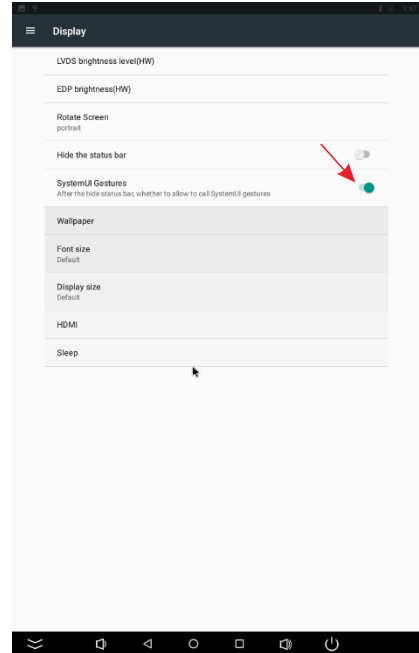 1:47
Display
LVDS brightness level(HW)
EDP brightness(HW)
Rotate Screen
portrait
Hide the status bar
SystemUI Gestures
After the hide status bar, whether to allow to call SystemUI gestures
Wallpaper
Font size
Default
Display size
Default
HDMI
Sleep